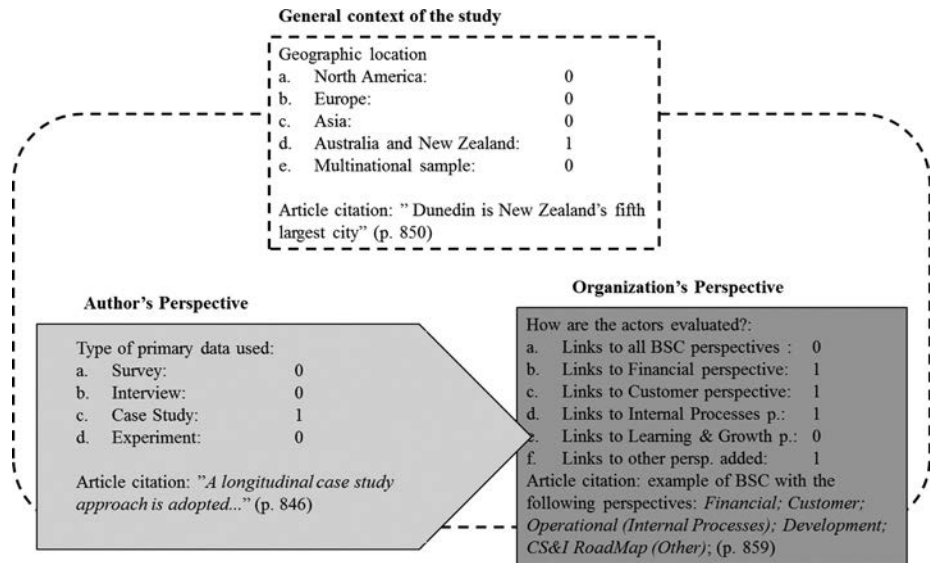 General context of the study
Geographic location
a. North America: 0
b. Europe: 0
c. Asia: 0
d. Australia and New Zealand: 1
e. Multinational sample: 0
Article citation: ” Dunedin is New Zealand’s fifth
largest city” (p. 850)
Author’s Perspective
Type of primary data used:
a. Survey: 0
b. Interview: 0
c. Case Study: 1
d. Experiment: 0
Article citation: ”A longitudinal case study
approach is adopted...” (p. 846)
Organization’s Perspective
How are the actors evaluated?:
a. Links to all BSC perspectives : 0
b. Links to Financial perspective: 1
c. Links to Customer perspective: 1
d. Links to Internal Processes p.: 1
e. Links to Learning & Growth p.: 0
f. Links to other persp. added: 1
Article citation: example of BSC with the
following perspectives: Financial; Customer;
Operational (Internal Processes); Development;
CS&I RoadMap (Other); (p. 859)